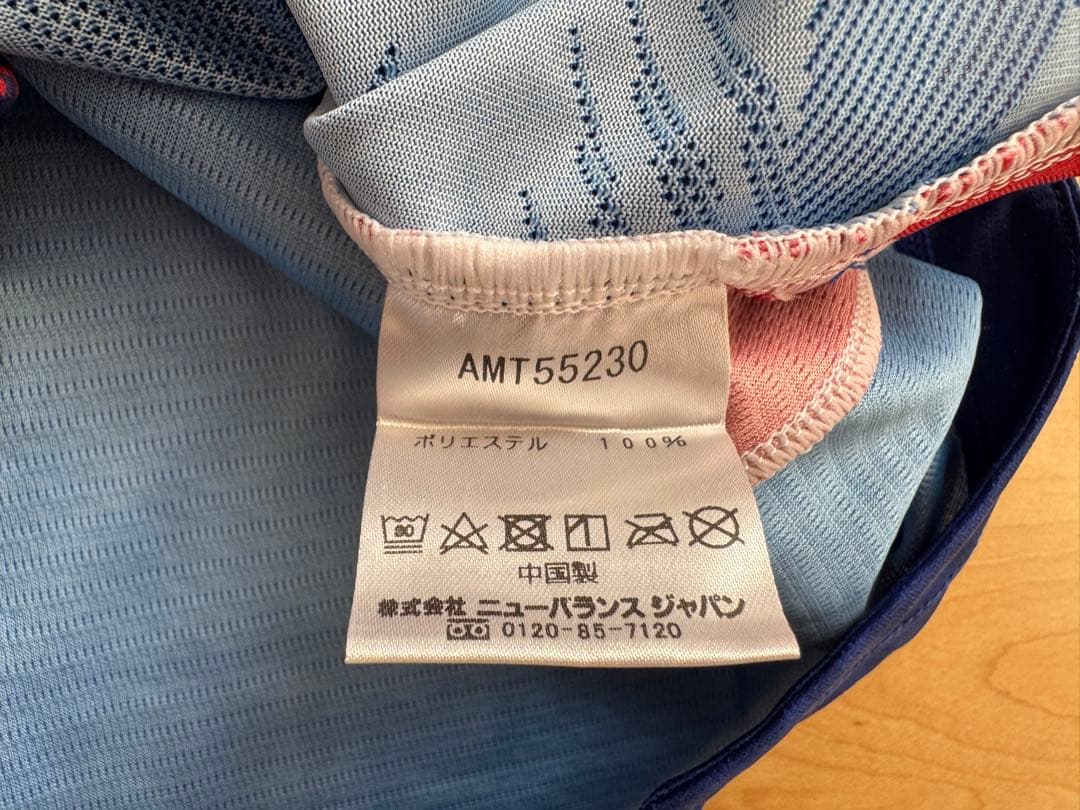 AMT55230
ポリエステル 100%
30
中国製
株式会社 ニューバランス ジャパン
0120-85-7120